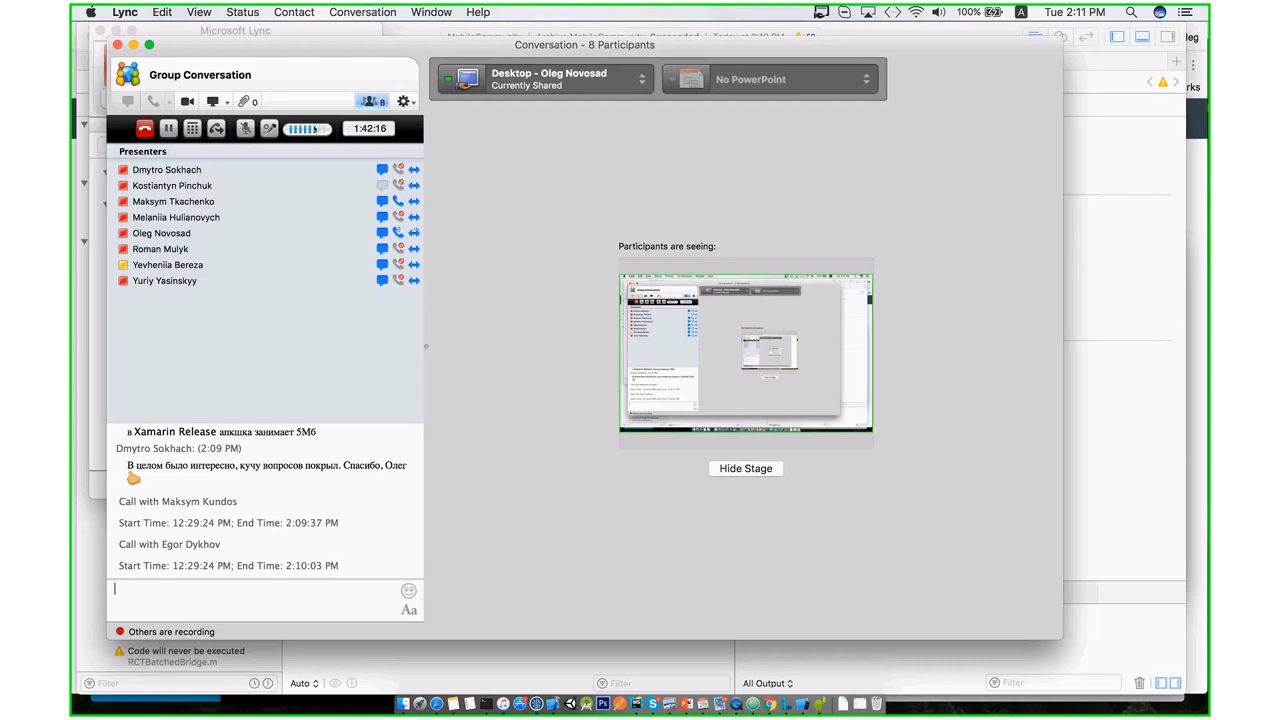 Lync Edit View Status Contact Conversation Window Help
100% A Tue 2:11 PM
Microsoft Lync
Conversation - 8 Participants
Group Conversation
0
8
1:42:16
Desktop - Oleg Novosad
Currently Shared
No PowerPoint
Presenters
Dmytro Sokhach
Kostiantyn Pinchuk
Maksym Tkachenko
Melaniia Hulianovych
Oleg Novosad
Roman Mulyk
Yevheniia Bereza
Yuriy Yasinskyy
Participants are seeing:
Hide Stage
в Xamarin Release апкшка занимает 5Мб
Dmytro Sokhach: (2:09 PM)
В целом было интересно, кучу вопросов покрыл. Спасибо, Олег
Call with Maksym Kundos
Start Time: 12:29:24 PM; End Time: 2:09:37 PM
Call with Egor Dykhov
Start Time: 12:29:24 PM; End Time: 2:10:03 PM
Aa
Others are recording
Code will never be executed
RCTBatchedBridge.m
Filter
Auto
Filter
All Output
Filter